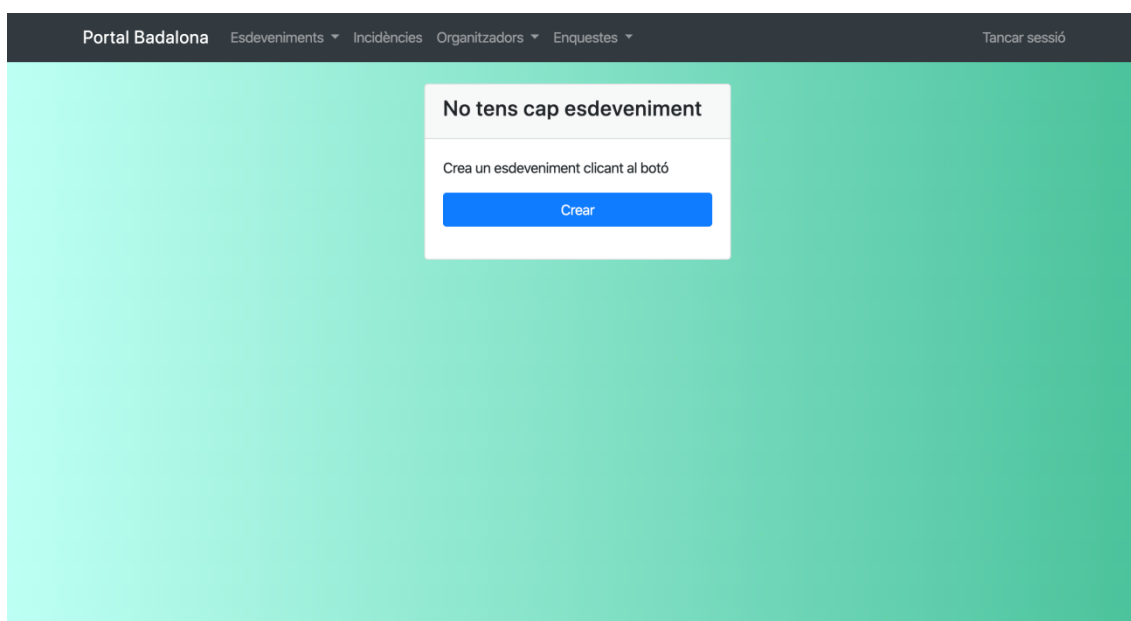 Portal Badalona Esdeveniments Incidències Organitzadors Enquestes Tancar sessió
No tens cap esdeveniment
Crea un esdeveniment clicant al botó
Crear